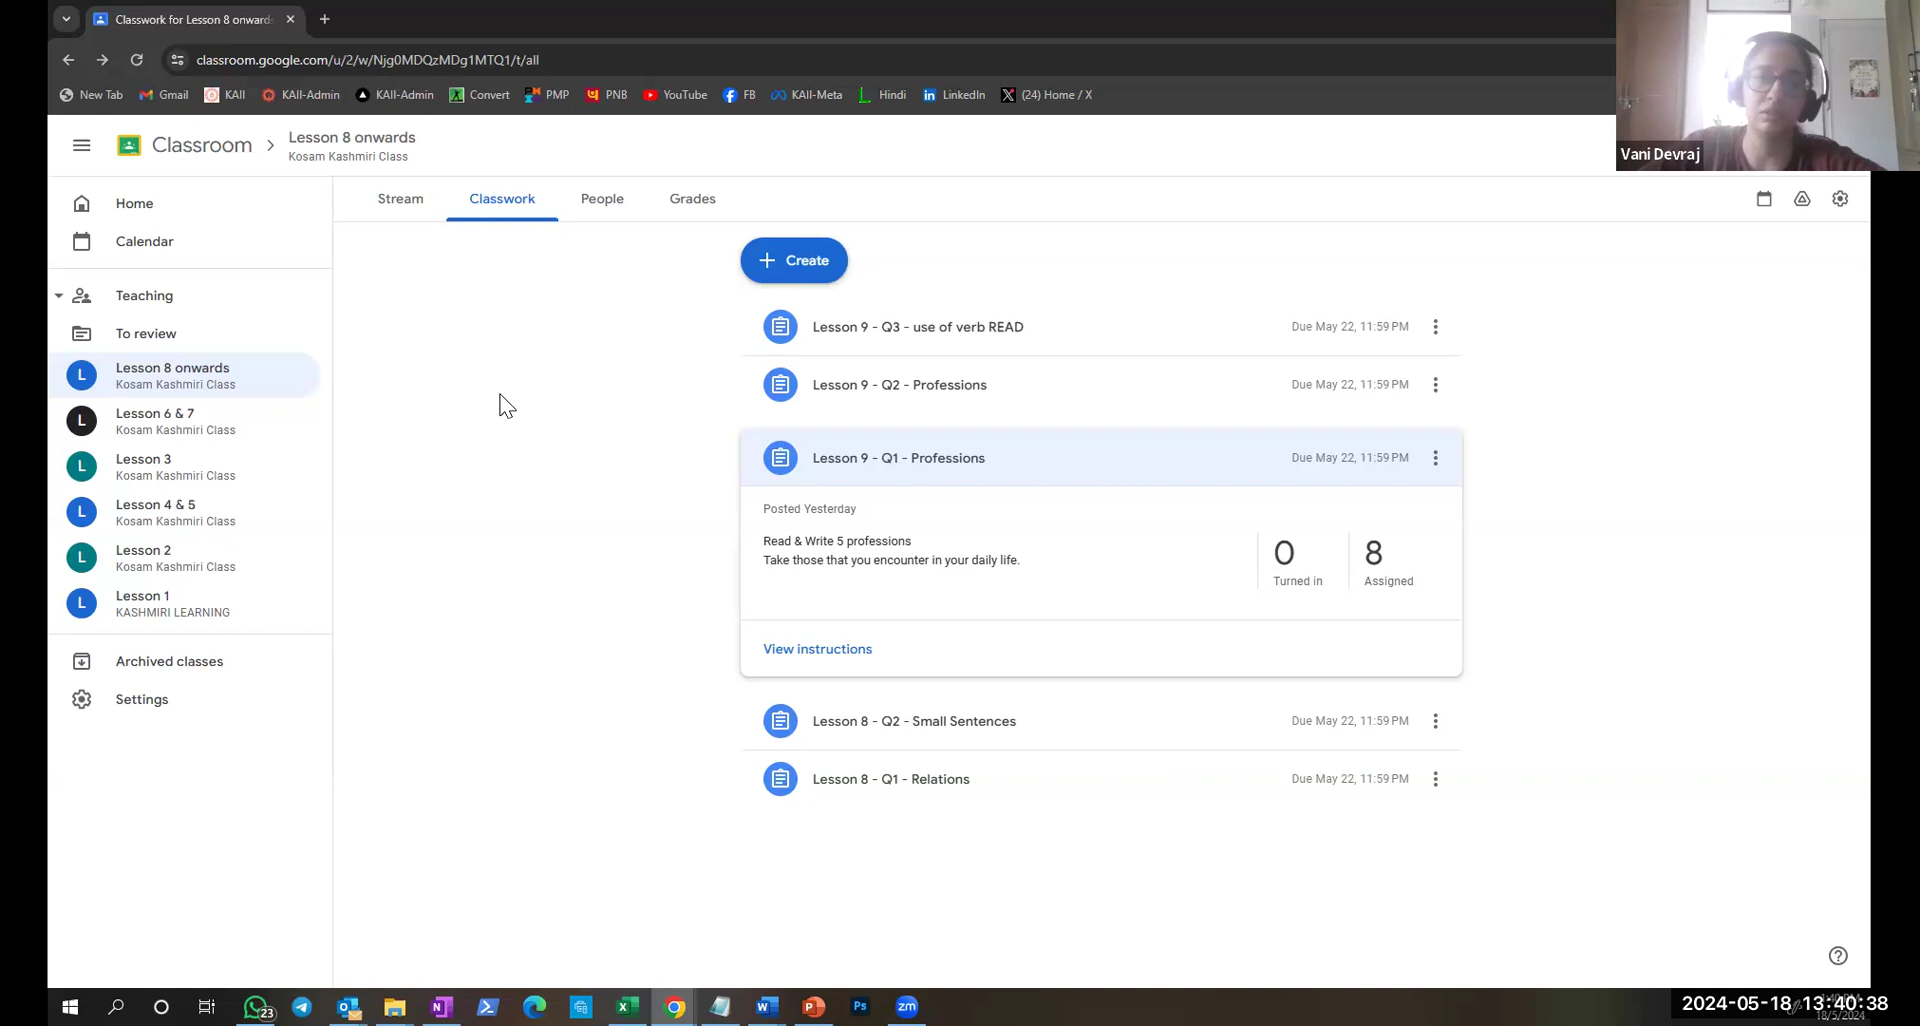 Classwork for Lesson 8 onward
classroom.google.com/u/2/w/Njg0MDQzMDg1MTQ1/t/all
New Tab
Gmail
KAII
KAII-Admin
KAII-Admin
Convert
PMP
PNB
YouTube
FB
KAII-Meta
Hindi
LinkedIn
(24) Home / X
Vani Devraj
Classroom
Lesson 8 onwards
Kosam Kashmiri Class
Stream
Classwork
People
Grades
Home
Calendar
Teaching
To review
L
Lesson 8 onwards
Kosam Kashmiri Class
L
Lesson 6 & 7
Kosam Kashmiri Class
L
Lesson 3
Kosam Kashmiri Class
L
Lesson 4 & 5
Kosam Kashmiri Class
L
Lesson 2
Kosam Kashmiri Class
L
Lesson 1
KASHMIRI LEARNING
Archived classes
Settings
Create
Lesson 9 - Q3 - use of verb READ
Due May 22, 11:59 PM
Lesson 9 - Q2 - Professions
Due May 22, 11:59 PM
Lesson 9 - Q1 - Professions
Due May 22, 11:59 PM
Posted Yesterday
Read & Write 5 professions
Take those that you encounter in your daily life.
0
Turned in
8
Assigned
View instructions
Lesson 8 - Q2 - Small Sentences
Due May 22, 11:59 PM
Lesson 8 - Q1 - Relations
Due May 22, 11:59 PM
23
Ps
zm
2024-05-18 13:40:38
18/5/2024